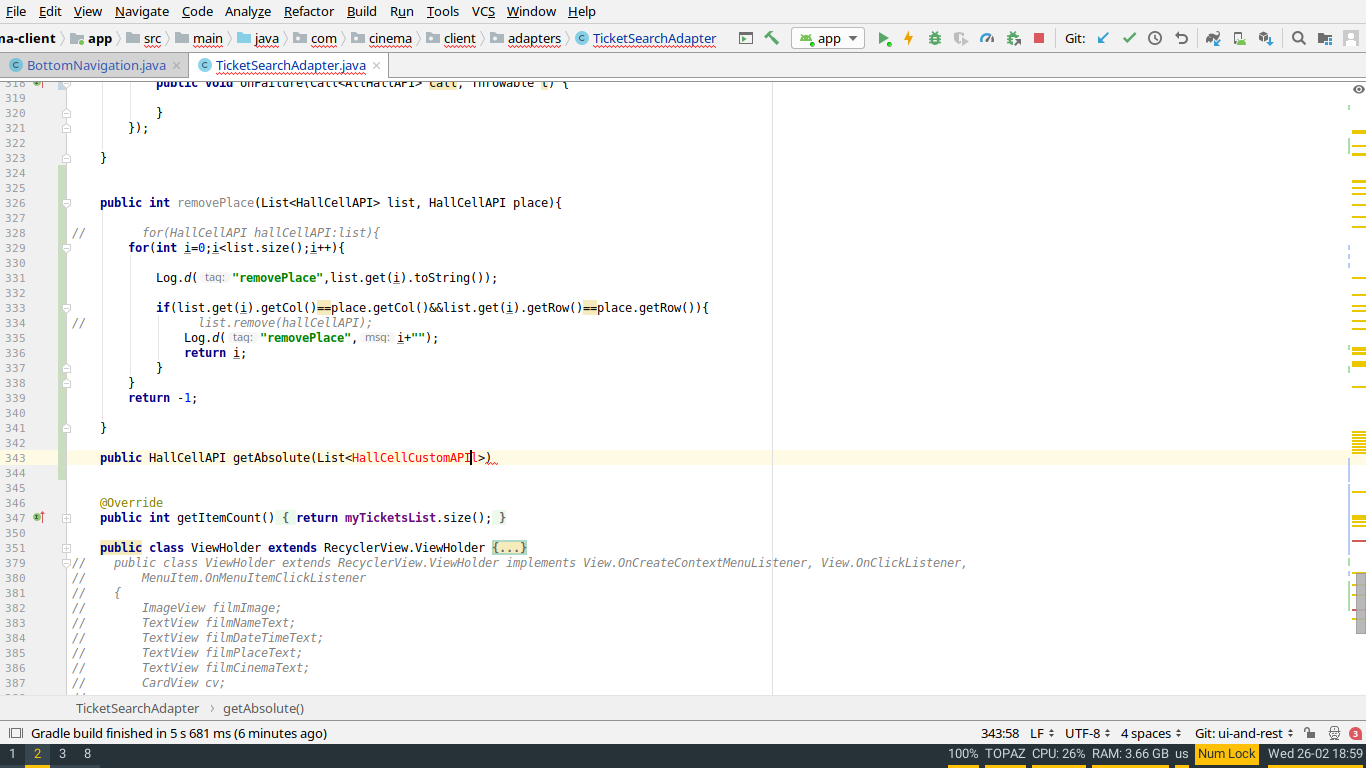 File Edit View Navigate Code Analyze Refactor Build Run Tools VCS Window Help
na-client app src main java com cinema client adapters TicketSearchAdapter app Git:
BottomNavigation.java TicketSearchAdapter.java
318 public void onFailure(Call<AllHallAPI> call, Throwable t) {
319
320 }
321 });
322
323 }
324
325
326 public int removePlace(List<HallCellAPI> list, HallCellAPI place){
327
328 // for(HallCellAPI hallCellAPI:list){
329 for(int i=0;i<list.size();i++){
330
331 Log.d( tag: "removePlace",list.get(i).toString());
332
333 if(list.get(i).getCol()==place.getCol()&&list.get(i).getRow()==place.getRow()){
334 // list.remove(hallCellAPI);
335 Log.d( tag: "removePlace", msg: i+"");
336 return i;
337 }
338 }
339 return -1;
340
341 }
342
343 public HallCellAPI getAbsolute(List<HallCellCustomAPIl>)
344
345
346 @Override
347 public int getItemCount() { return myTicketsList.size(); }
350
351 public class ViewHolder extends RecyclerView.ViewHolder {...}
379 // public class ViewHolder extends RecyclerView.ViewHolder implements View.OnCreateContextMenuListener, View.OnClickListener,
380 // MenuItem.OnMenuItemClickListener
381 // {
382 // ImageView filmImage;
383 // TextView filmNameText;
384 // TextView filmDateTimeText;
385 // TextView filmPlaceText;
386 // TextView filmCinemaText;
387 // CardView cv;
TicketSearchAdapter › getAbsolute()
Gradle build finished in 5 s 681 ms (6 minutes ago) 343:58 LF UTF-8 4 spaces Git: ui-and-rest 3
1 2 3 8 100% TOPAZ CPU: 26% RAM: 3.66 GB us Num Lock Wed 26-02 18:59